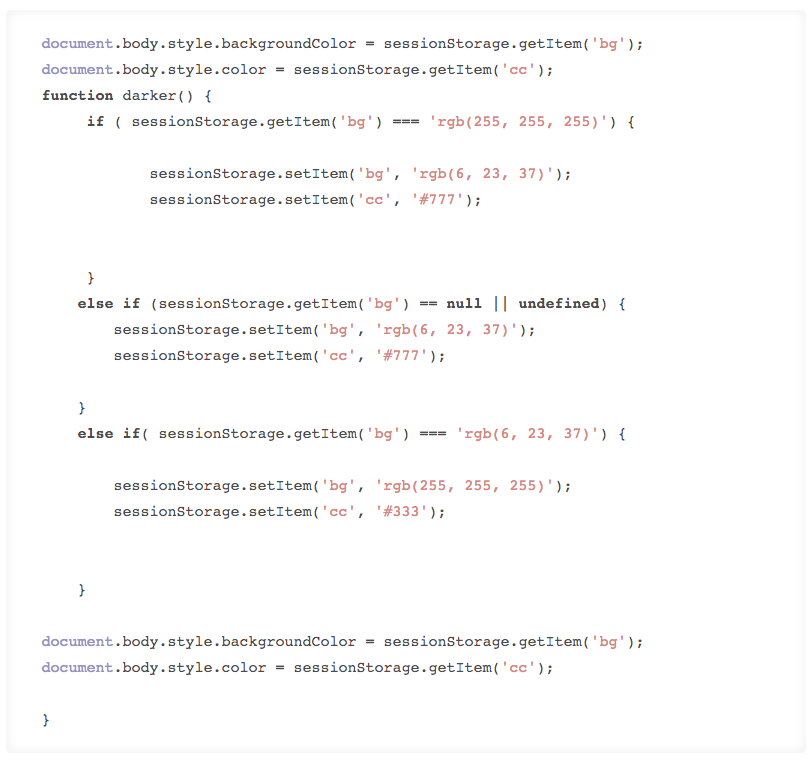 document.body.style.backgroundColor = sessionStorage.getItem('bg');
document.body.style.color = sessionStorage.getItem('cc');
function darker() {
     if ( sessionStorage.getItem('bg') === 'rgb(255, 255, 255)') {
            sessionStorage.setItem('bg', 'rgb(6, 23, 37)');
            sessionStorage.setItem('cc', '#777');
     }
    else if (sessionStorage.getItem('bg') == null || undefined) {
        sessionStorage.setItem('bg', 'rgb(6, 23, 37)');
        sessionStorage.setItem('cc', '#777');
    }
    else if( sessionStorage.getItem('bg') === 'rgb(6, 23, 37)') {
        sessionStorage.setItem('bg', 'rgb(255, 255, 255)');
        sessionStorage.setItem('cc', '#333');
    }
document.body.style.backgroundColor = sessionStorage.getItem('bg');
document.body.style.color = sessionStorage.getItem('cc');
}